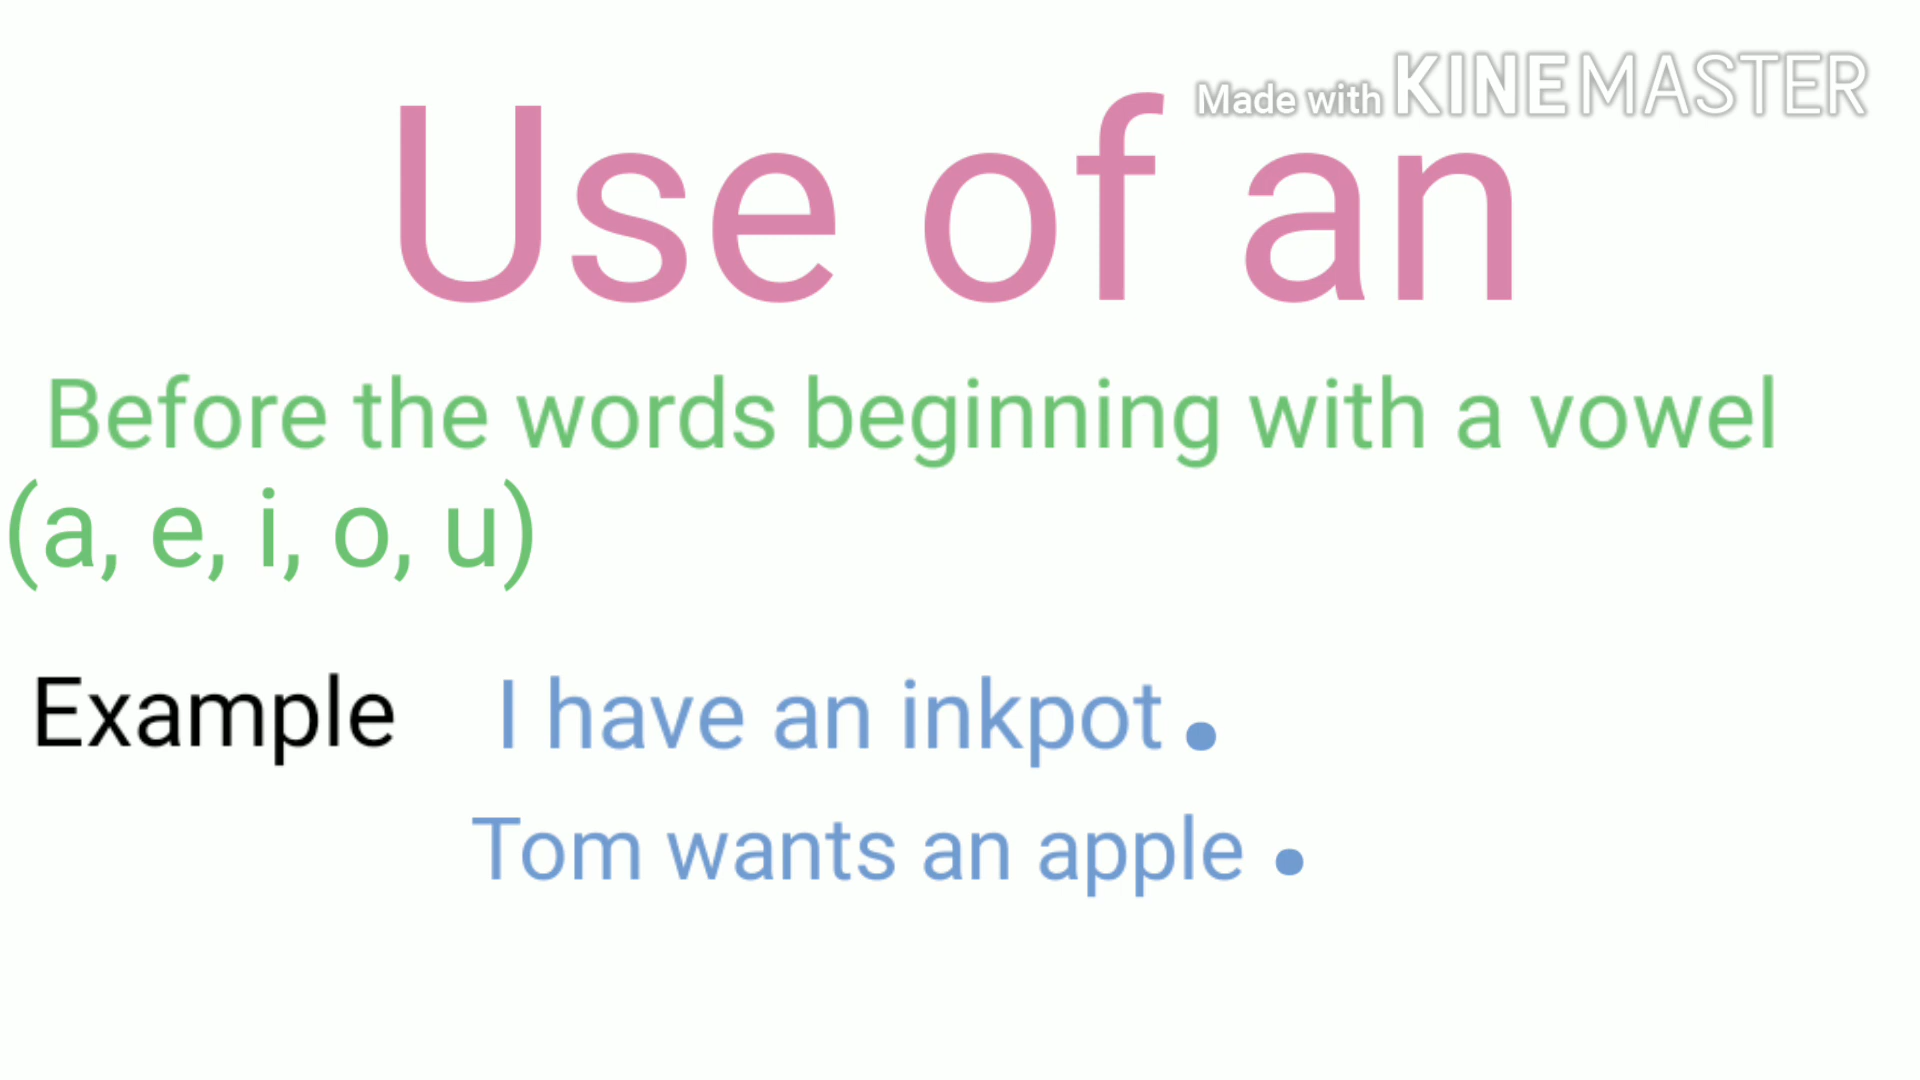 Made with KINEMASTER
Use of an
Before the words beginning with a vowel
(a, e, i, o, u)
Example I have an inkpot.
Tom wants an apple.